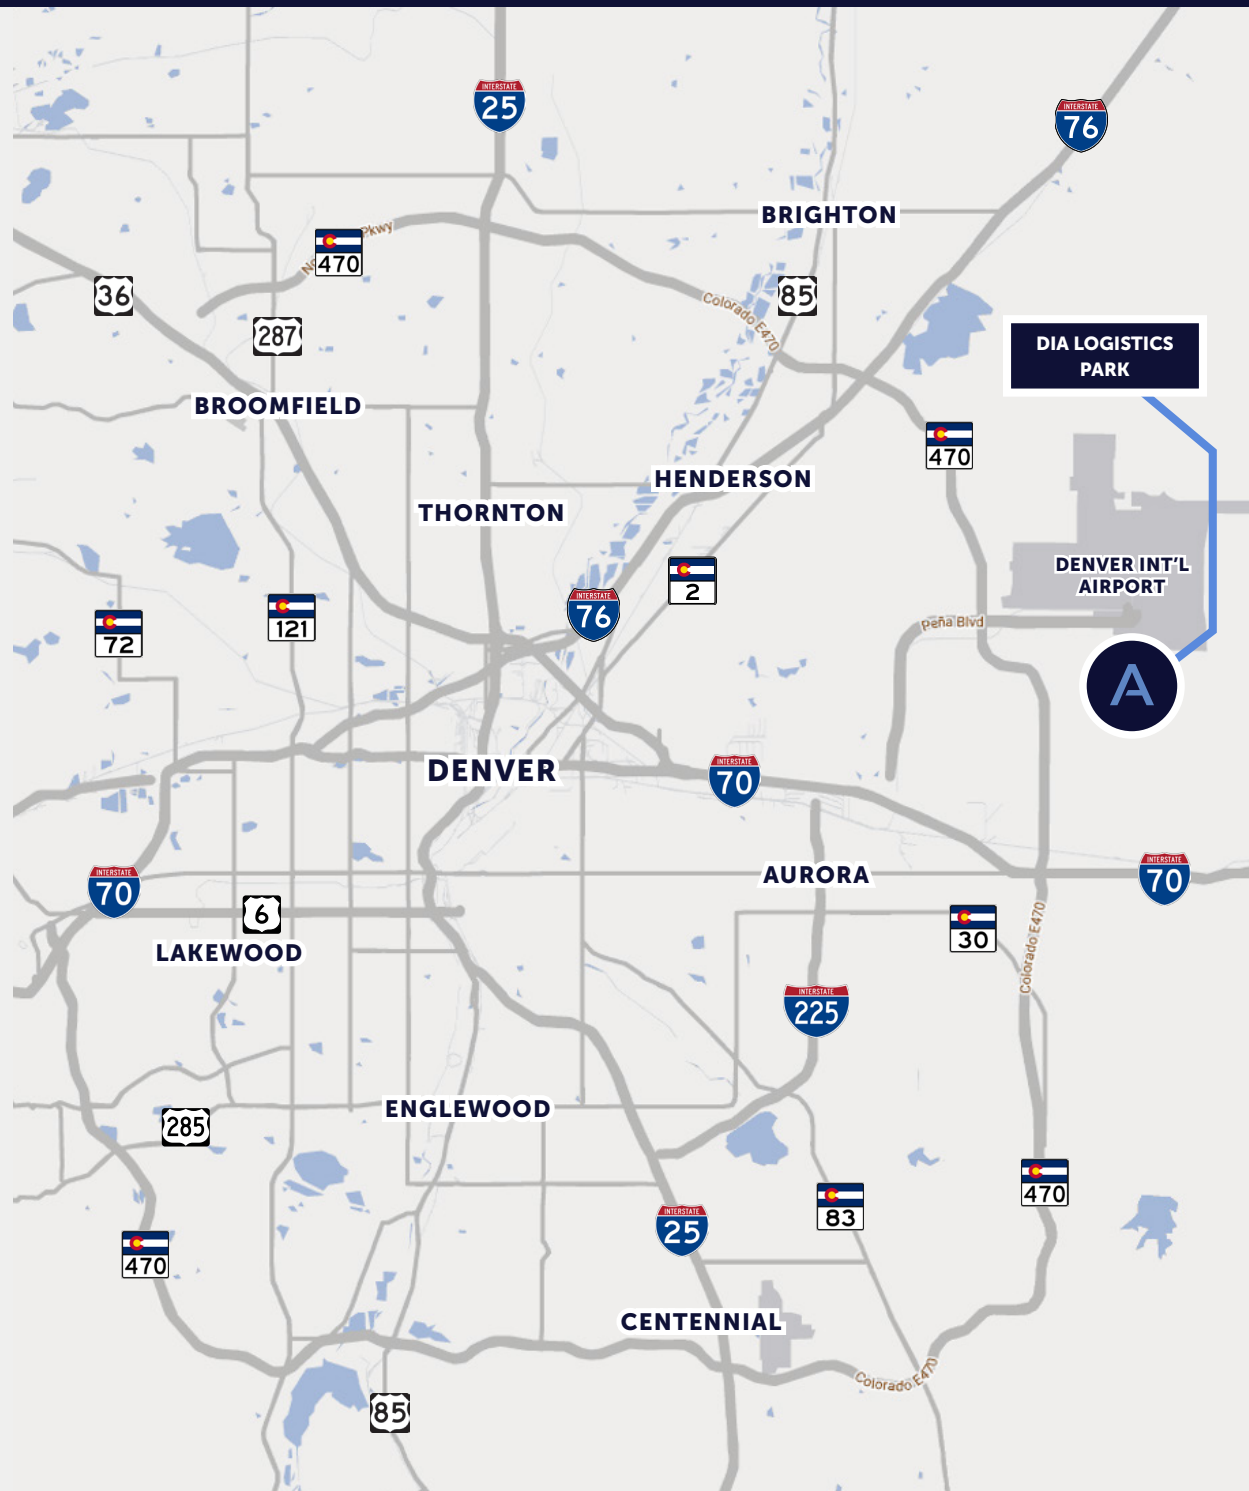 INTERSTATE
25
INTERSTATE
76
BRIGHTON
Pkwy
470
36
287
85
Colorado E470
DIA LOGISTICS
PARK
BROOMFIELD
470
HENDERSON
THORNTON
DENVER INT'L
AIRPORT
2
INTERSTATE
76
121
72
Peña Blvd
A
DENVER
INTERSTATE
70
AURORA
INTERSTATE
70
INTERSTATE
70
6
30
LAKEWOOD
Colorado E470
INTERSTATE
225
ENGLEWOOD
285
470
83
INTERSTATE
25
470
CENTENNIAL
Colorado E470
85